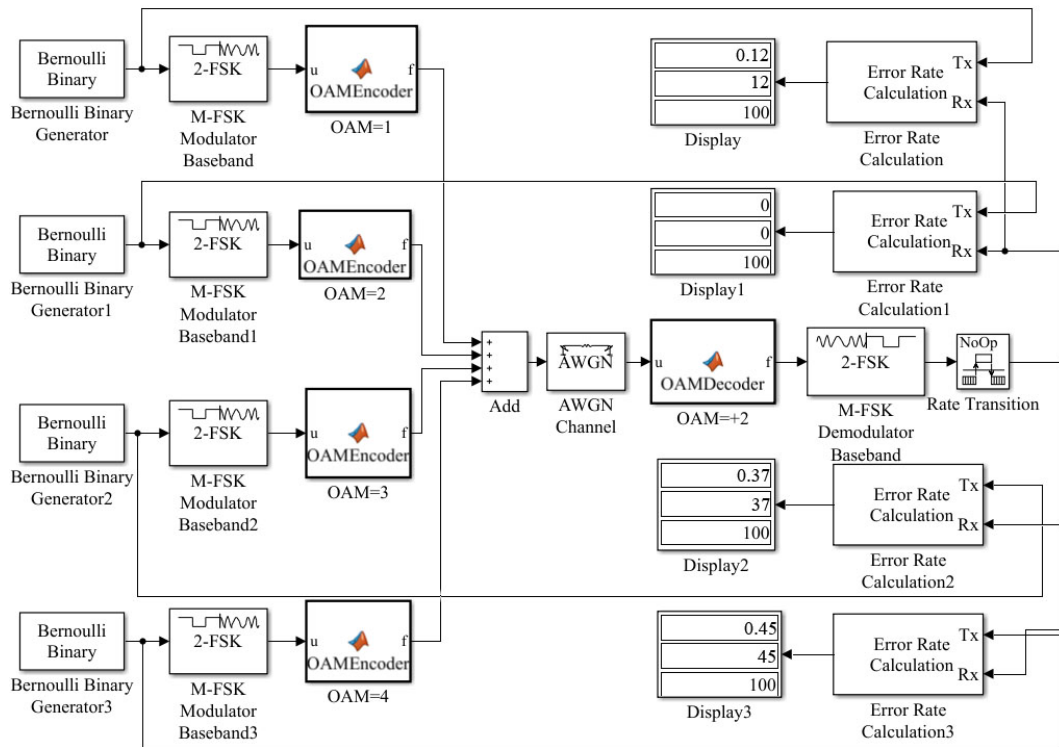 Bernoulli
Binary
Bernoulli Binary
Generator
2-FSK
M-FSK
Modulator
Baseband
u
f
OAMEncoder
OAM=1
0.12
12
100
Display
Error Rate
Calculation
Tx
Rx
Error Rate
Calculation
Bernoulli
Binary
Bernoulli Binary
Generator1
2-FSK
M-FSK
Modulator
Baseband1
u
f
OAMEncoder
OAM=2
0
0
100
Display1
Error Rate
Calculation
Tx
Rx
Error Rate
Calculation1
+
+
+
+
Add
AWGN
AWGN
Channel
u
f
OAMDecoder
OAM=+2
2-FSK
M-FSK
Demodulator
Baseband
NoOp
Rate Transition
Bernoulli
Binary
Bernoulli Binary
Generator2
2-FSK
M-FSK
Modulator
Baseband2
u
f
OAMEncoder
OAM=3
0.37
37
100
Display2
Error Rate
Calculation
Tx
Rx
Error Rate
Calculation2
Bernoulli
Binary
Bernoulli Binary
Generator3
2-FSK
M-FSK
Modulator
Baseband3
u
f
OAMEncoder
OAM=4
0.45
45
100
Display3
Error Rate
Calculation
Tx
Rx
Error Rate
Calculation3